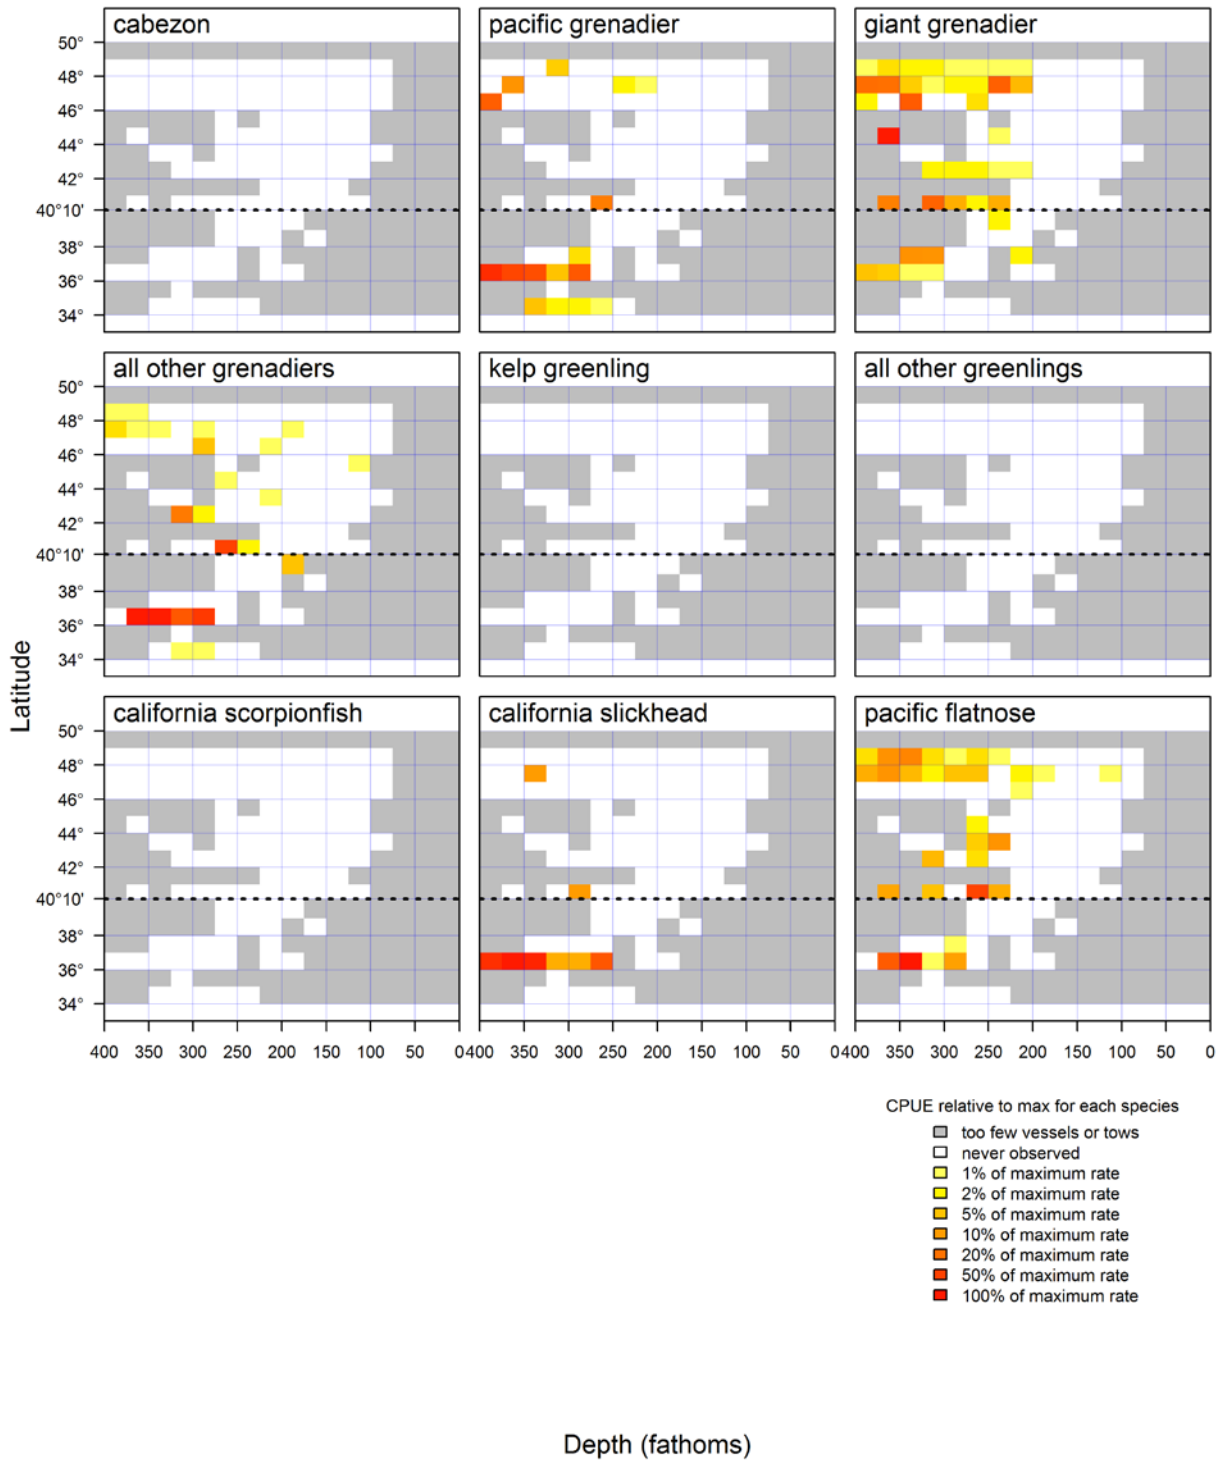 cabezon
pacific grenadier
giant grenadier
50°
48°
46°
44°
42°
40°10'
38°
36°
34°
all other grenadiers
kelp greenling
all other greenlings
50°
48°
46°
44°
42°
40°10'
38°
36°
34°
Latitude
california scorpionfish
california slickhead
pacific flatnose
50°
48°
46°
44°
42°
40°10'
38°
36°
34°
400 350 300 250 200 150 100 50 0
400 350 300 250 200 150 100 50 0
400 350 300 250 200 150 100 50 0
CPUE relative to max for each species
too few vessels or tows
never observed
1% of maximum rate
2% of maximum rate
5% of maximum rate
10% of maximum rate
20% of maximum rate
50% of maximum rate
100% of maximum rate
Depth (fathoms)